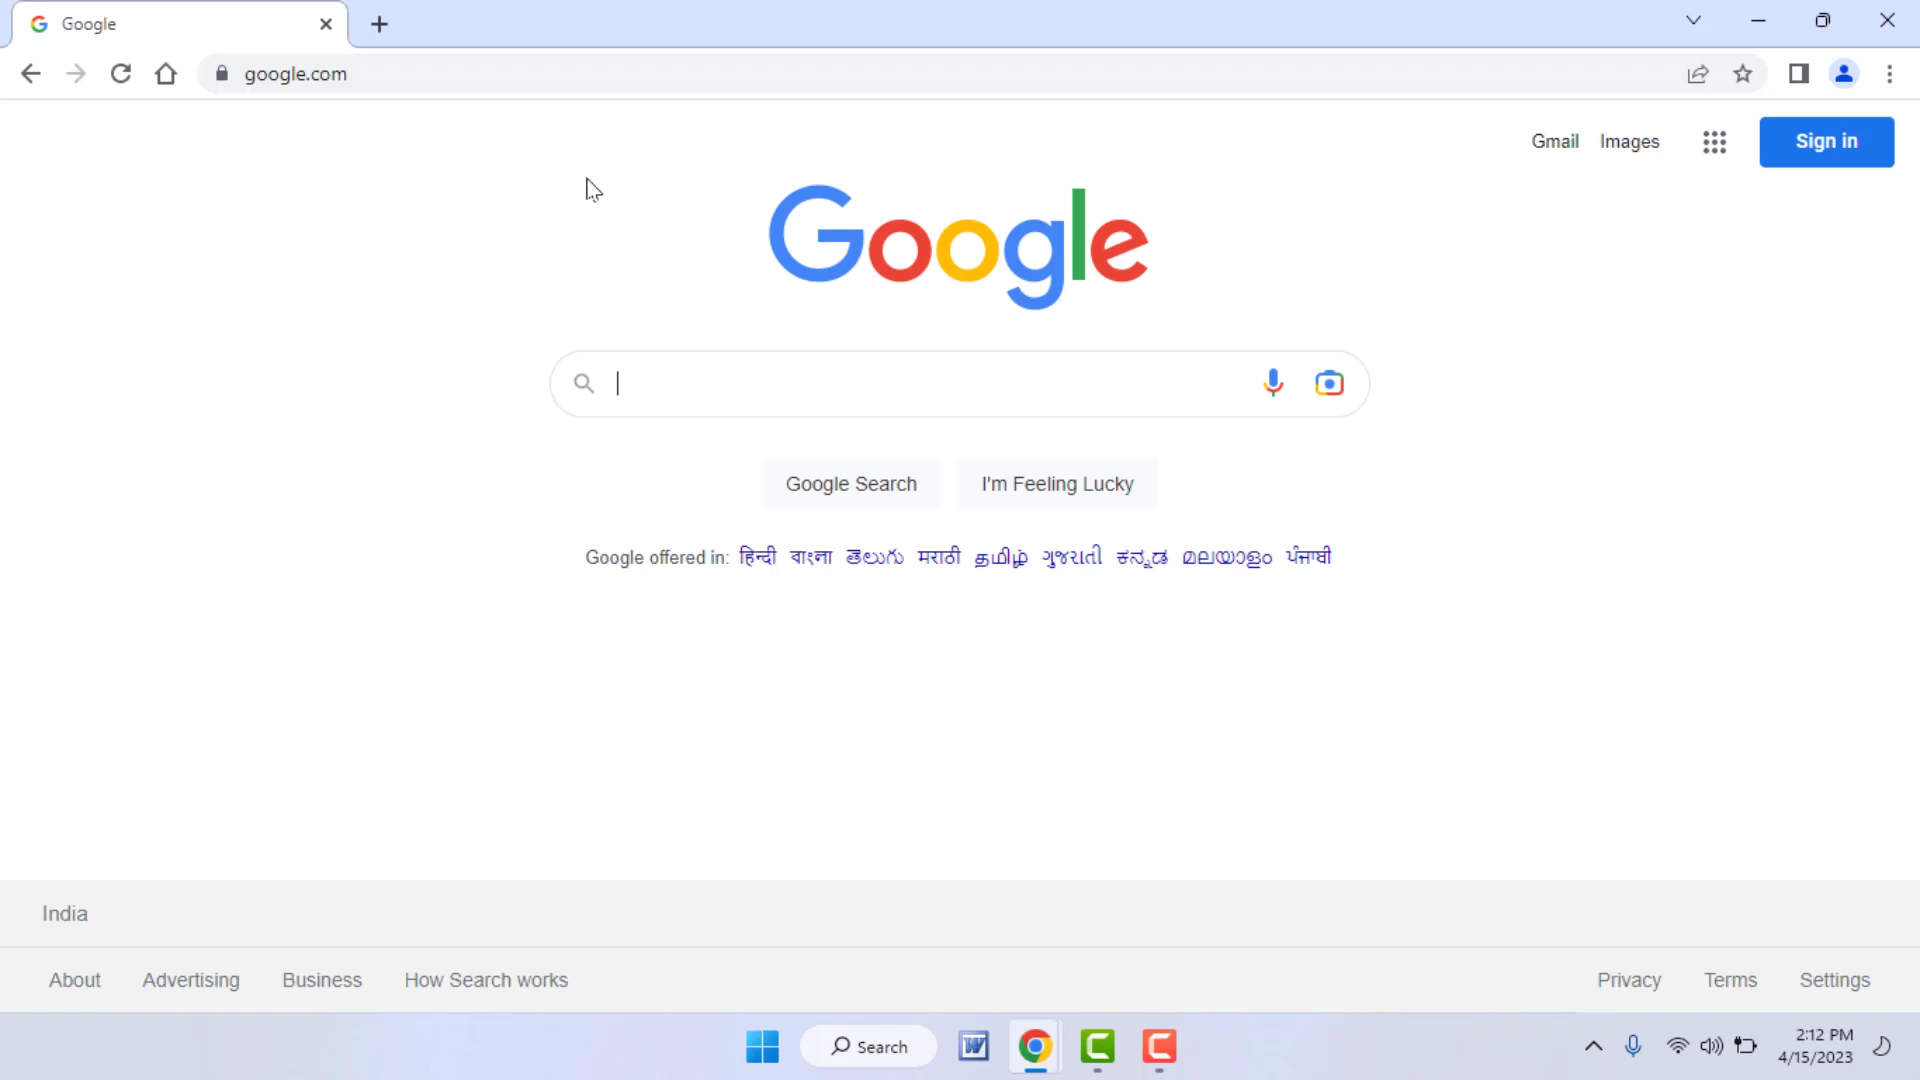 Google
google.com
Gmail Images Sign in
Google
Google Search I'm Feeling Lucky
Google offered in: हिन्दी বাংলা తెలుగు मराठी தமிழ் ગુજરાતી ಕನ್ನಡ മലയാളം ਪੰਜਾਬੀ
India
About Advertising Business How Search works Privacy Terms Settings
Search
2:12 PM
4/15/2023